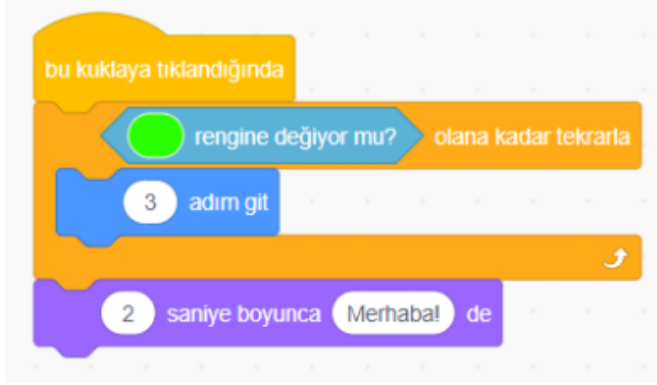 bu kuklaya tıklandığında
rengine değiyor mu? olana kadar tekrarla
3 adım git
2 saniye boyunca Merhaba! de